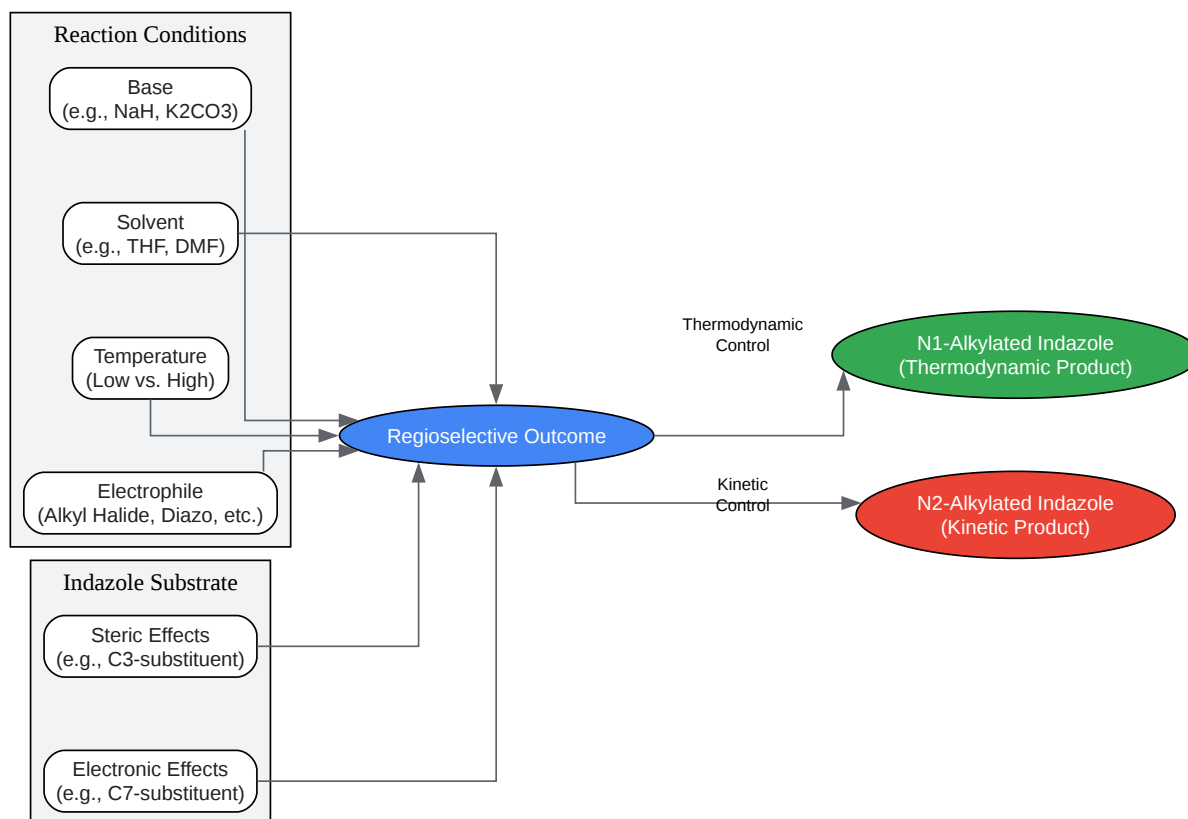 Reaction Conditions
Base
(e.g., NaH, K2CO3)
Solvent
(e.g., THF, DMF)
Temperature
(Low vs. High)
Electrophile
(Alkyl Halide, Diazo, etc.)
Indazole Substrate
Steric Effects
(e.g., C3-substituent)
Electronic Effects
(e.g., C7-substituent)
Regioselective Outcome
Thermodynamic
Control
Kinetic
Control
N1-Alkylated Indazole
(Thermodynamic Product)
N2-Alkylated Indazole
(Kinetic Product)